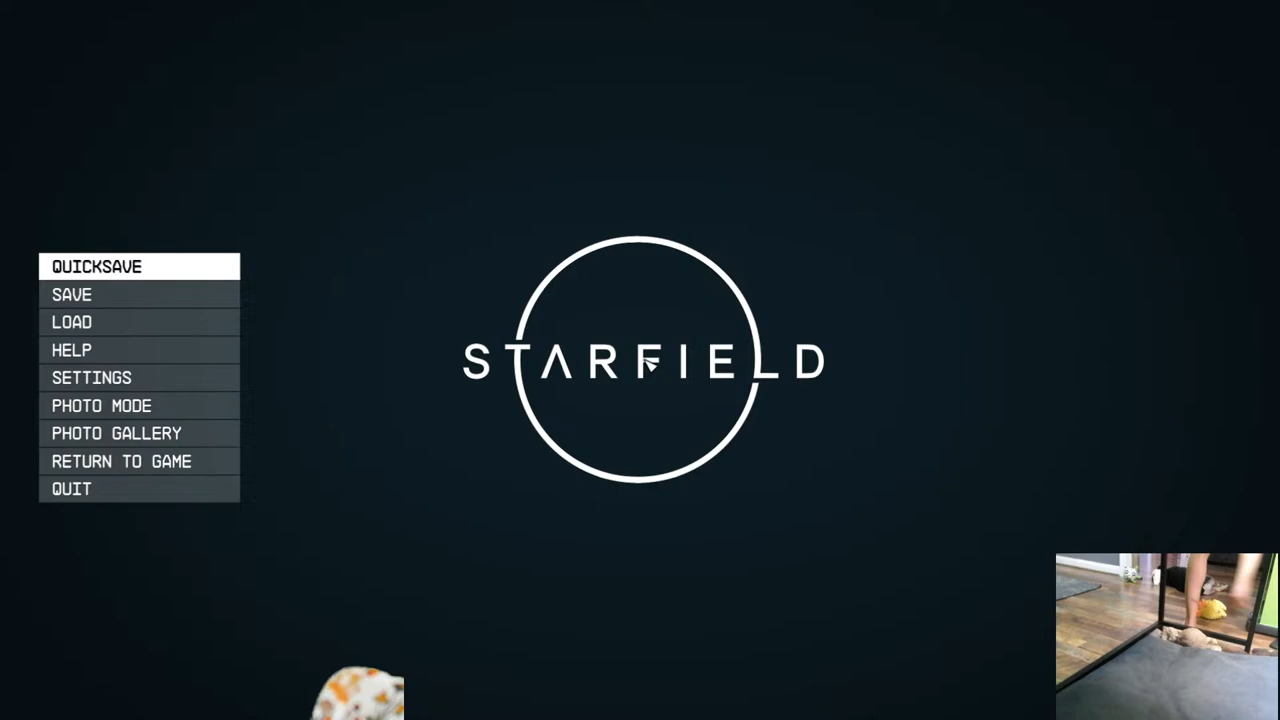 QUICKSAVE
SAVE
LOAD
HELP
SETTINGS
PHOTO MODE
PHOTO GALLERY
RETURN TO GAME
QUIT
STARFIELD